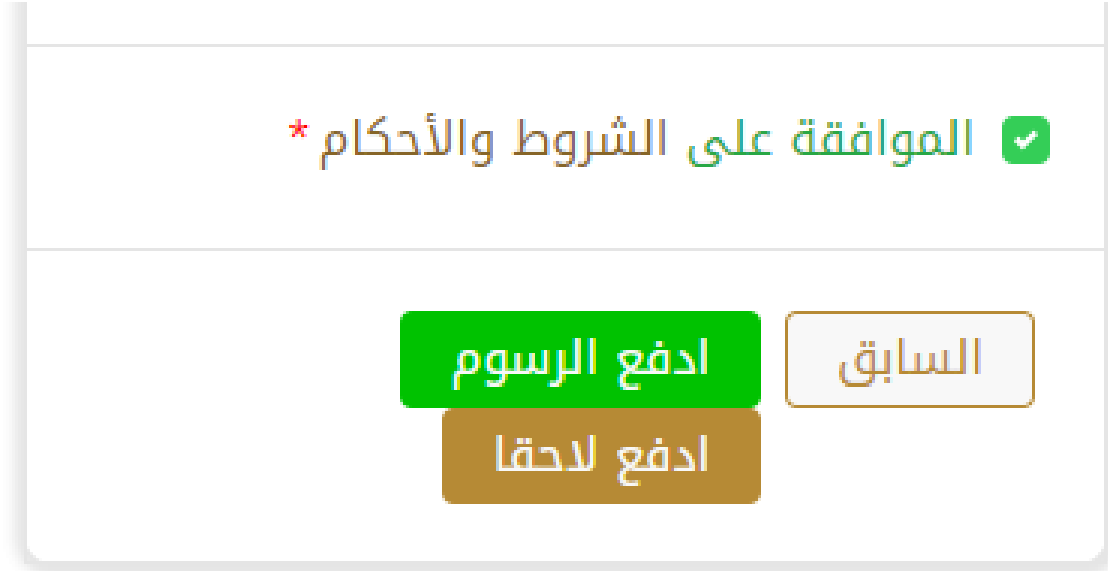 الموافقة على الشروط والأحكام *
السابق
ادفع الرسوم
ادفع لاحقا